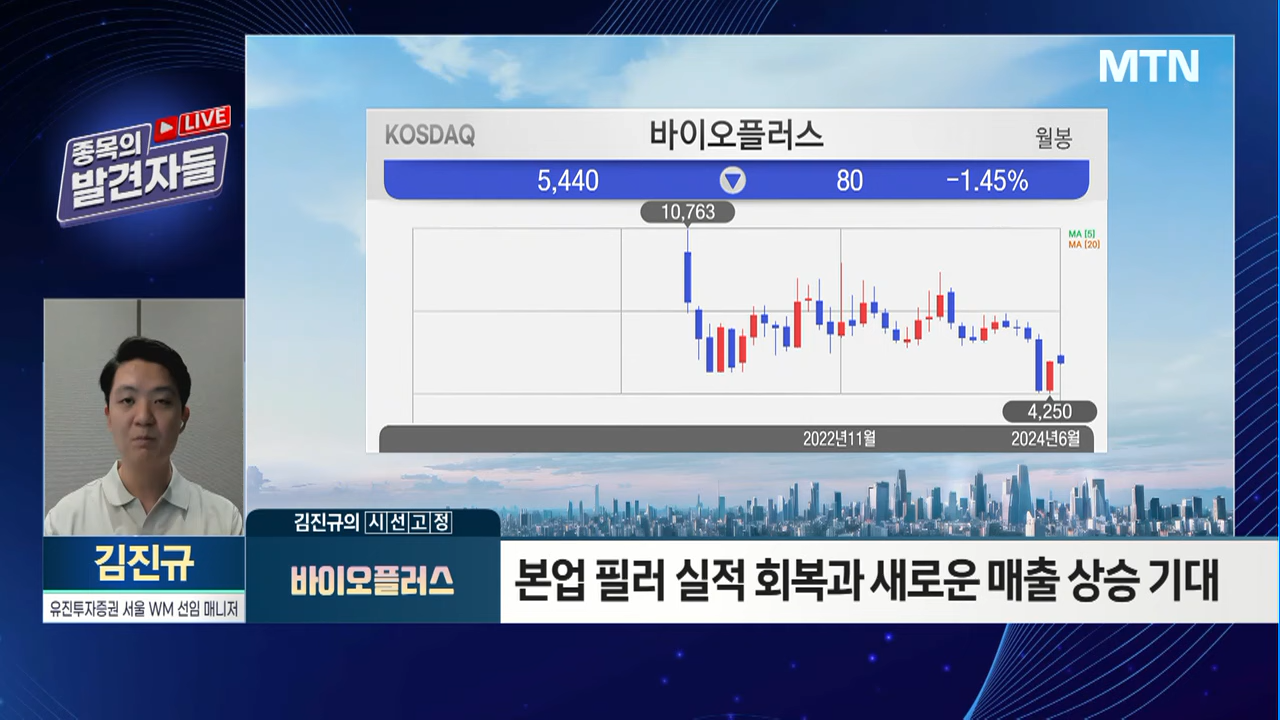 MTN
종목의
LIVE
발견자들
KOSDAQ
바이오플러스
월봉
5,440
80
-1.45%
10,763
MA [5]
MA [20]
4,250
2022년11월
2024년6월
김진규의 시선고정
바이오플러스
본업 필러 실적 회복과 새로운 매출 상승 기대
김진규
유진투자증권 서울 WM 선임 매니저